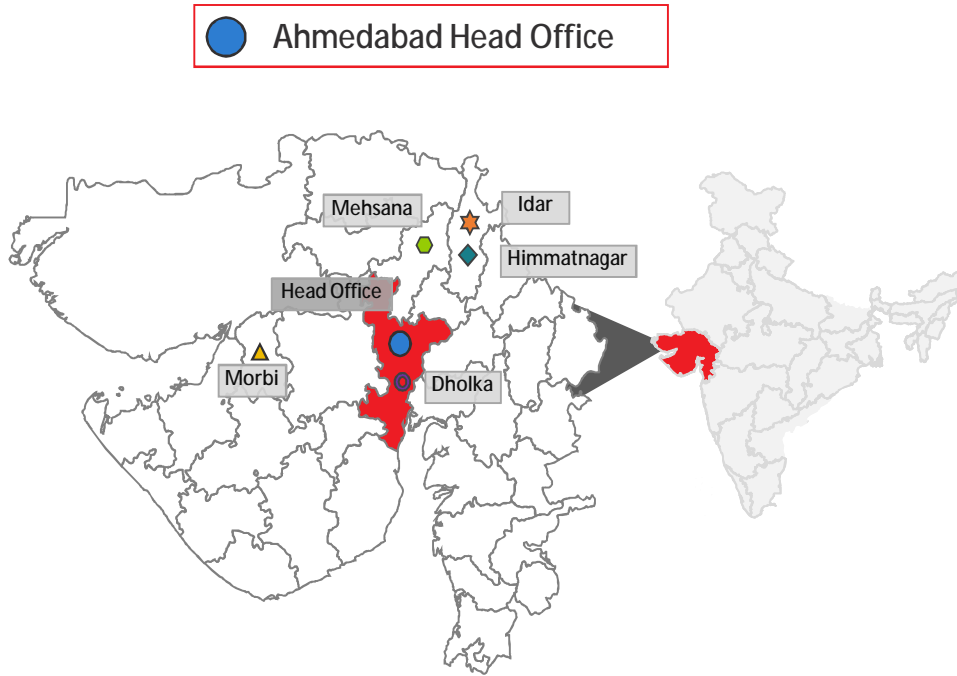 Ahmedabad Head Office
Mehsana
Idar
Himmatnagar
Head Office
Morbi
Dholka